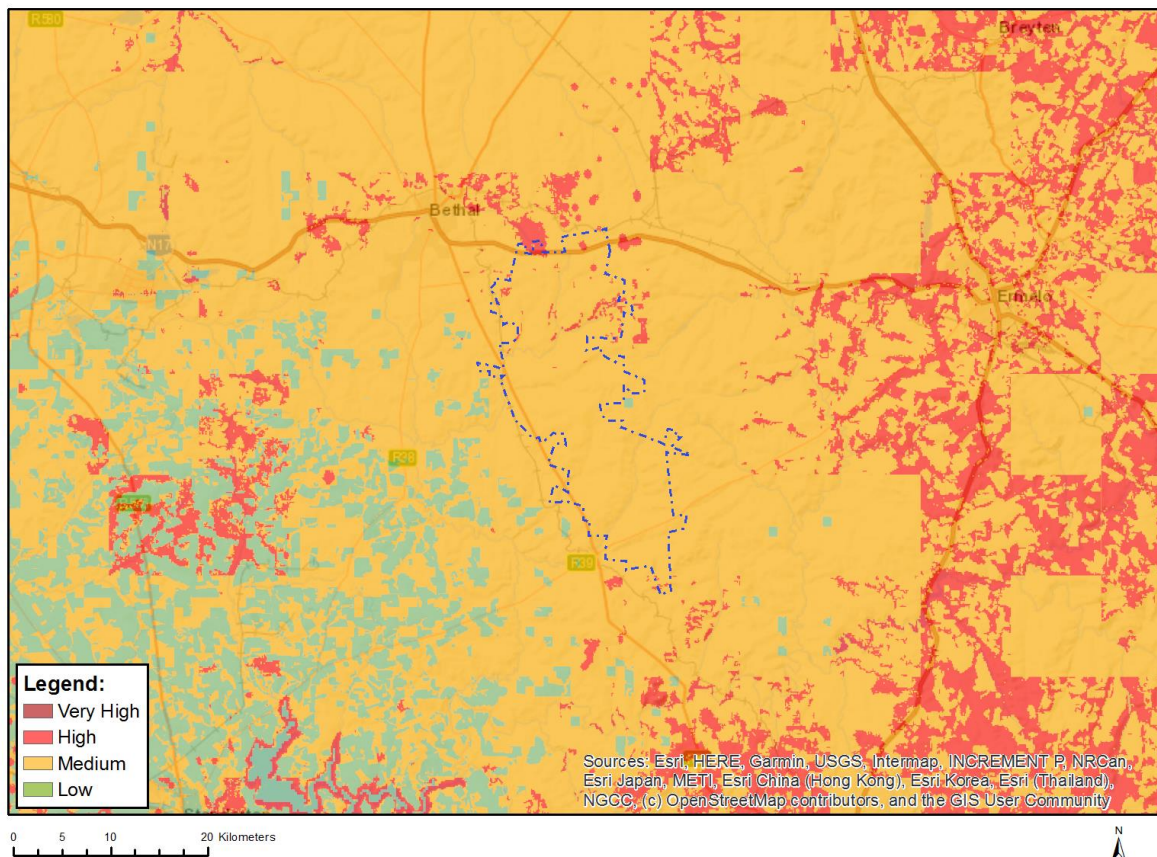 R580
Breyten
Bethal
N17
Ermelo
R38
R39
Legend:
Very High
High
Medium
Low
Sources: Esri, HERE, Garmin, USGS, Intermap, INCREMENT P, NRCan,
Esri Japan, METI, Esri China (Hong Kong), Esri Korea, Esri (Thailand),
NGCC, (c) OpenStreetMap contributors, and the GIS User Community
0 5 10 20 Kilometers
N